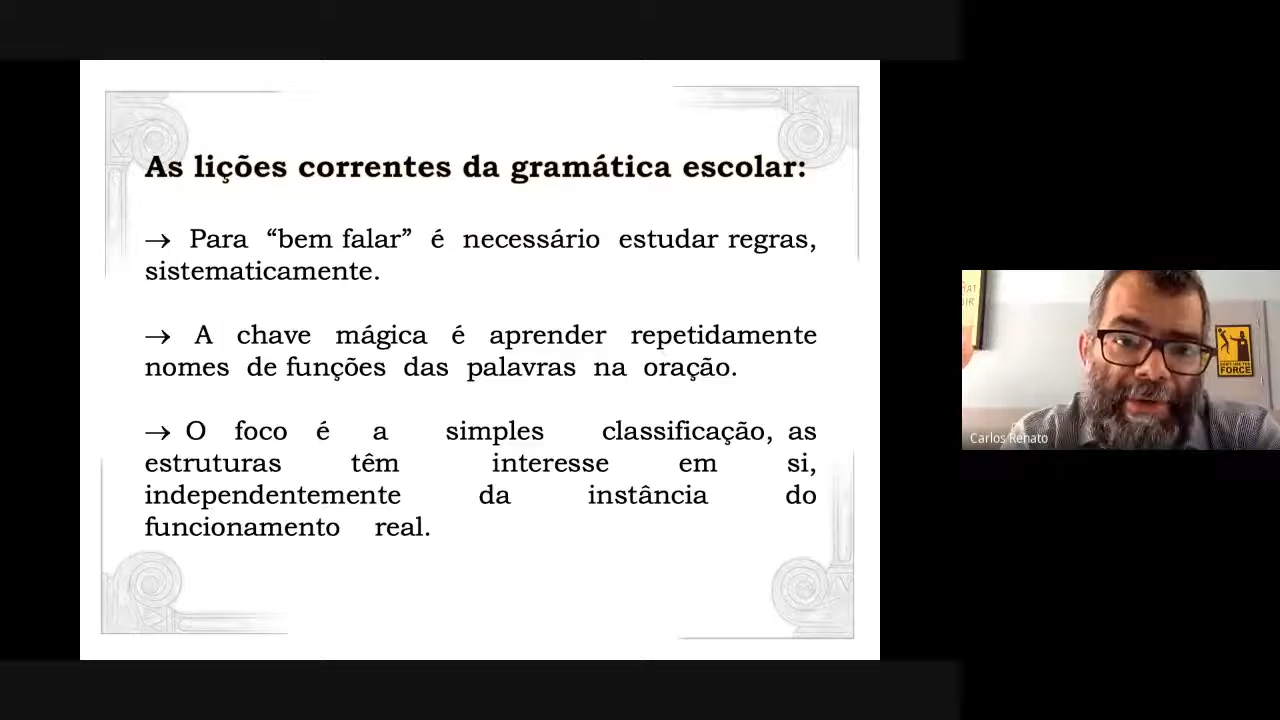 As lições correntes da gramática escolar:
→ Para “bem falar” é necessário estudar regras,
sistematicamente.
→ A chave mágica é aprender repetidamente
nomes de funções das palavras na oração.
→ O foco é a simples classificação, as
estruturas têm interesse em si,
independentemente da instância do
funcionamento real.
Carlos Renato
FORCE